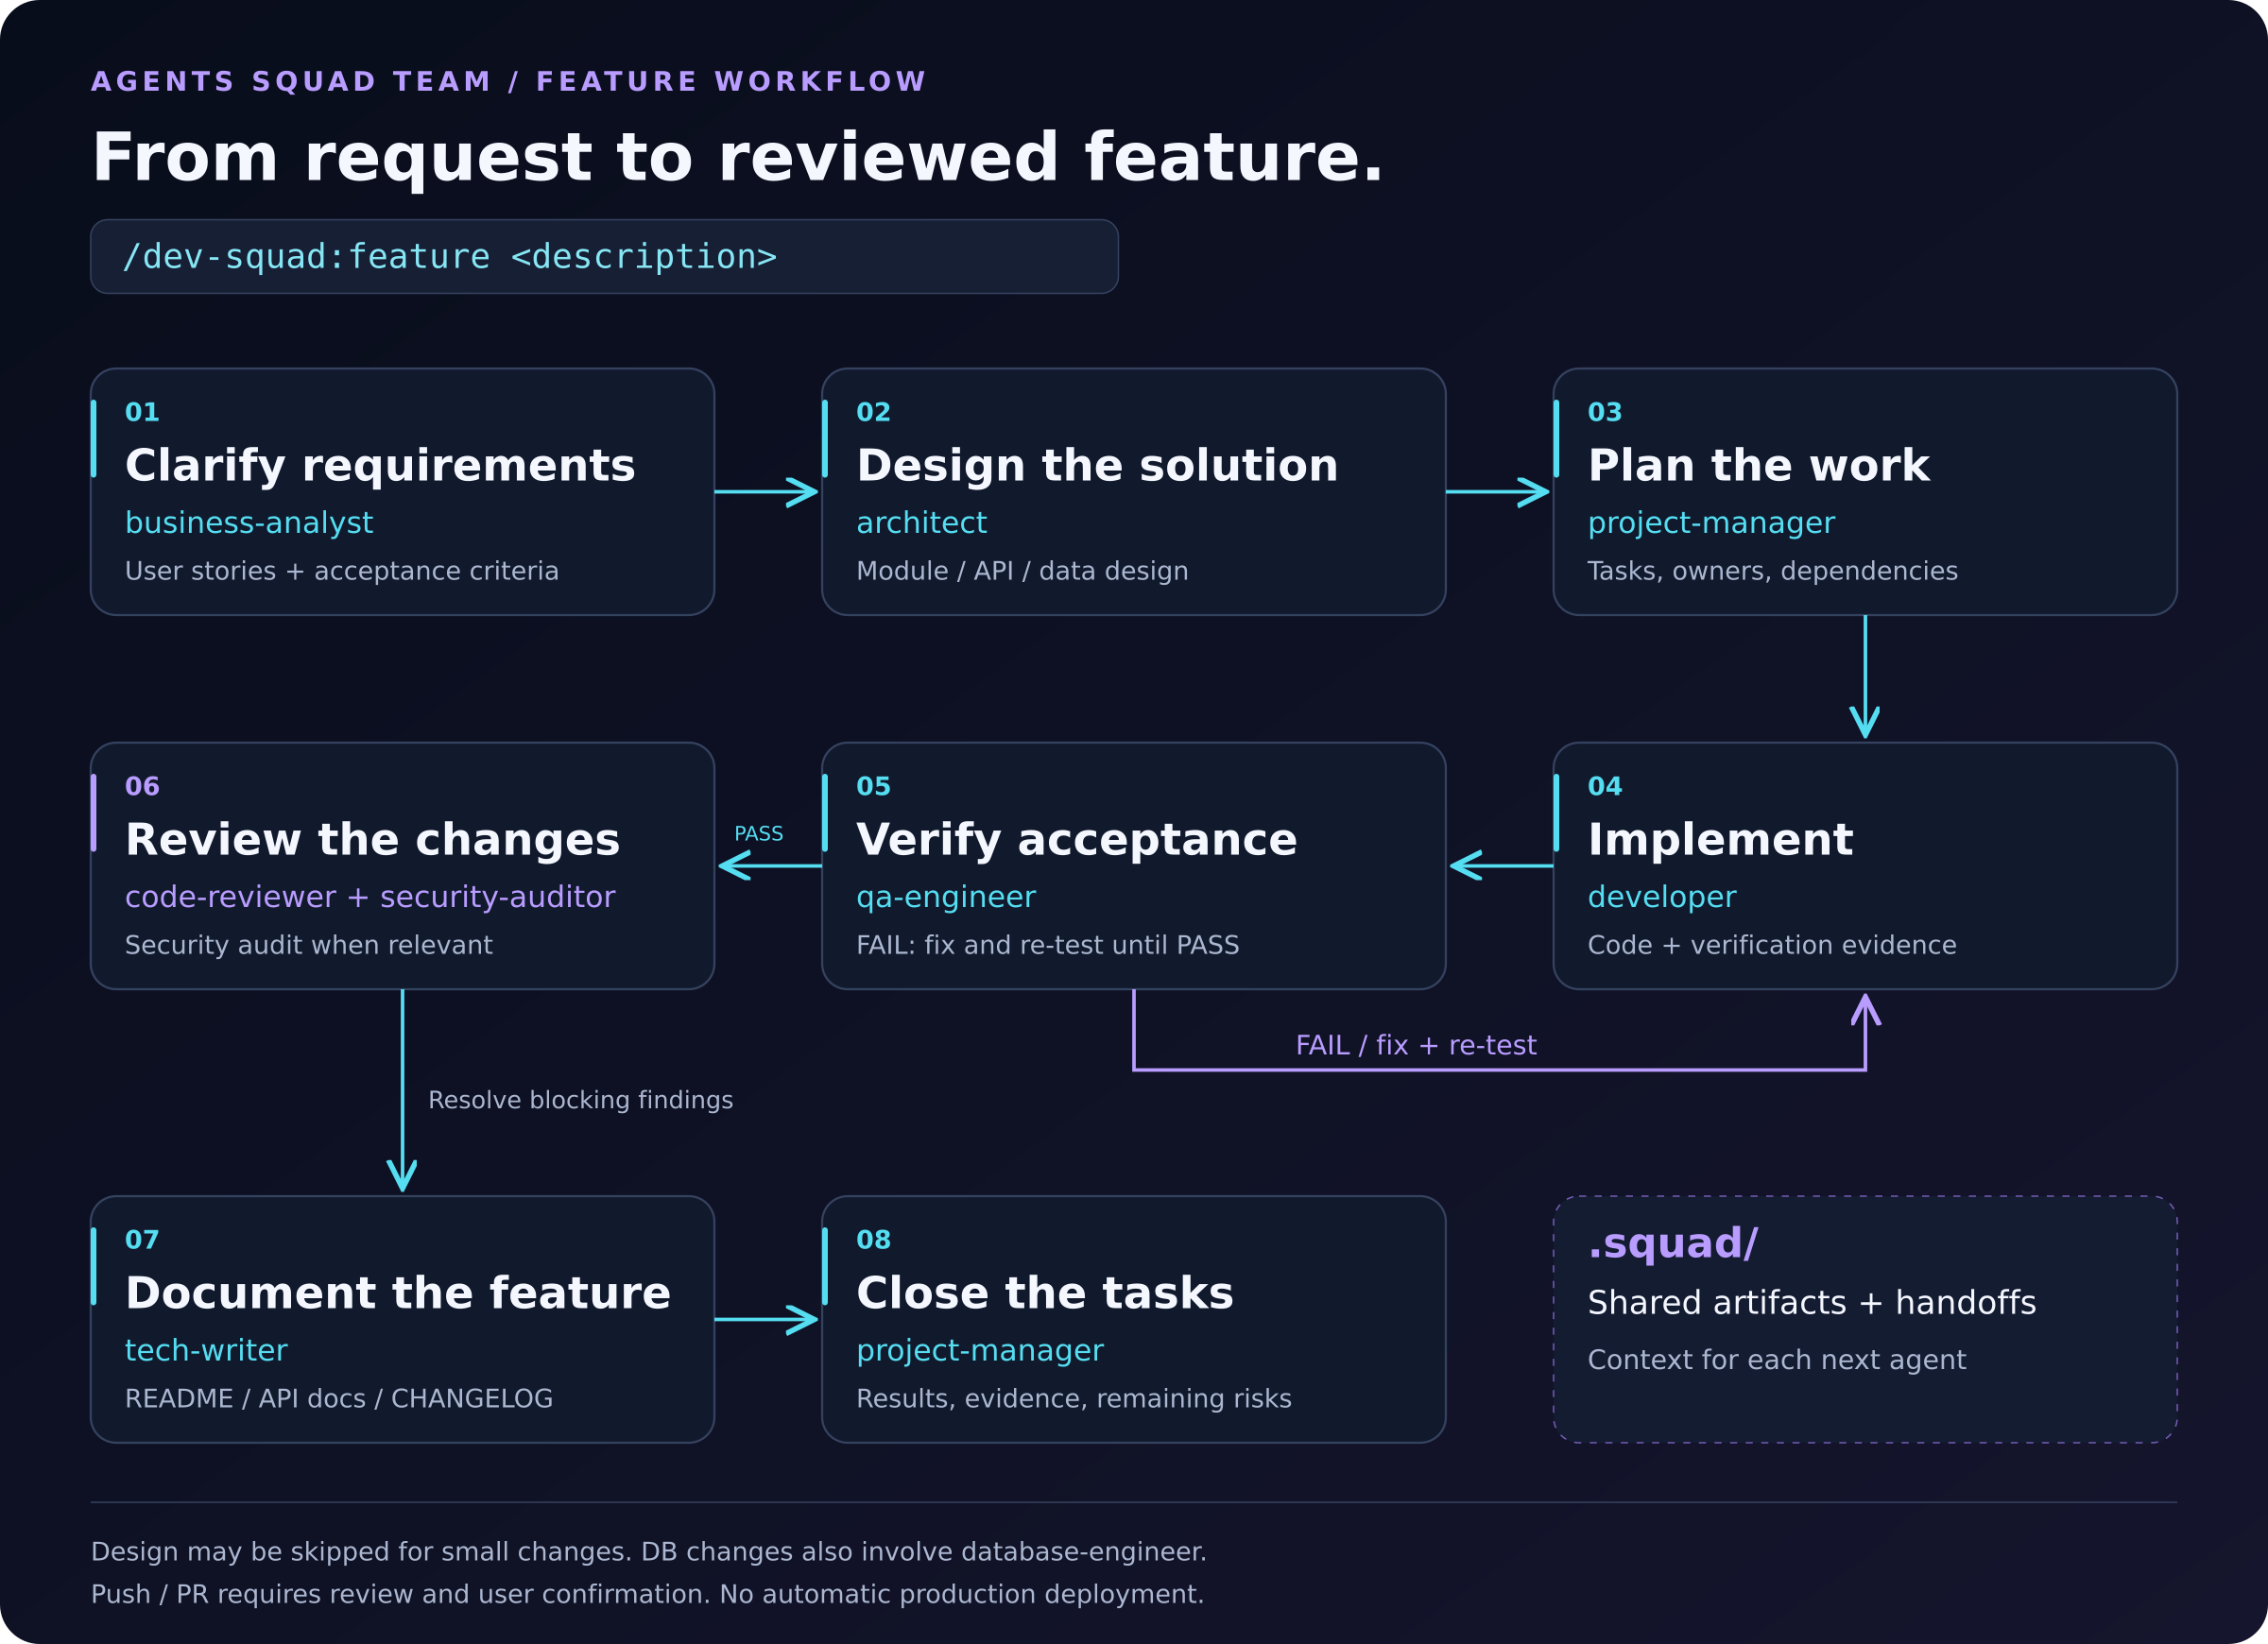 AGENTS SQUAD TEAM / FEATURE WORKFLOW
From request to reviewed feature.
/dev-squad:feature <description>
01
Clarify requirements
business-analyst
User stories + acceptance criteria
02
Design the solution
architect
Module / API / data design
03
Plan the work
project-manager
Tasks, owners, dependencies
04
Implement
developer
Code + verification evidence
05
Verify acceptance
qa-engineer
FAIL: fix and re-test until PASS
FAIL / fix + re-test
PASS
06
Review the changes
code-reviewer + security-auditor
Security audit when relevant
Resolve blocking findings
07
Document the feature
tech-writer
README / API docs / CHANGELOG
08
Close the tasks
project-manager
Results, evidence, remaining risks
.squad/
Shared artifacts + handoffs
Context for each next agent
Design may be skipped for small changes. DB changes also involve database-engineer.
Push / PR requires review and user confirmation. No automatic production deployment.